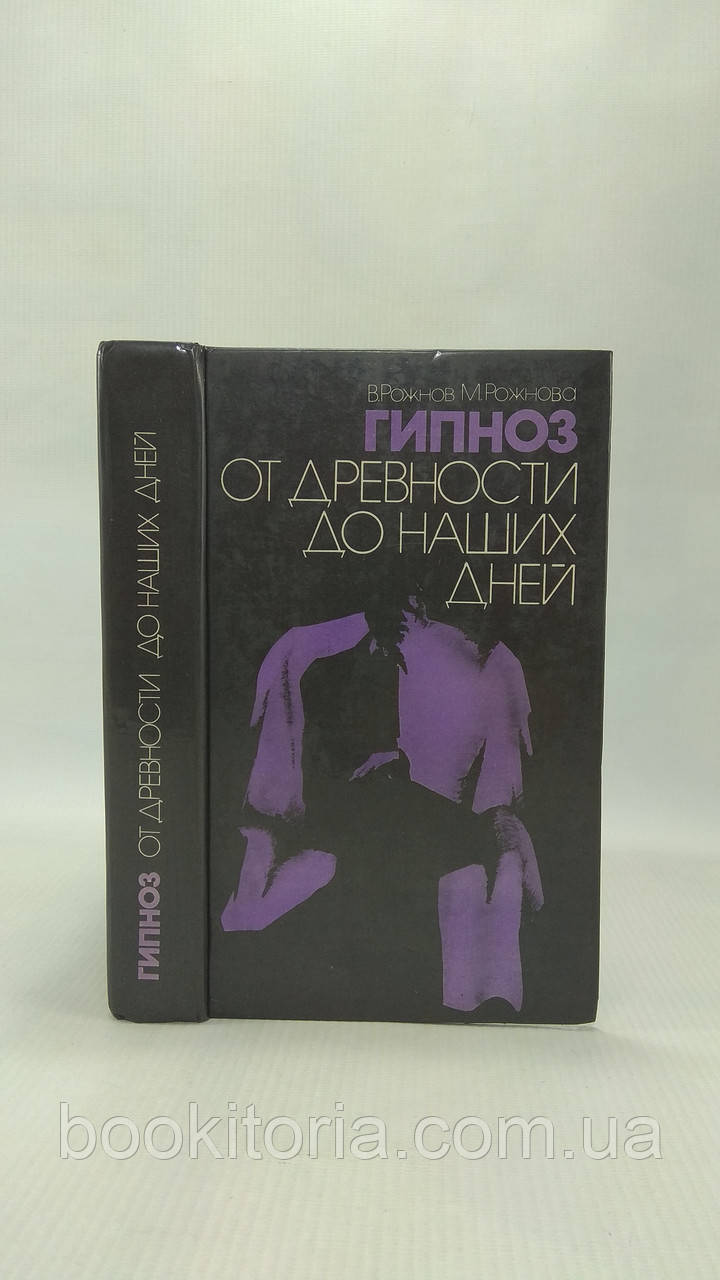 В.Рожнов М.Рожнова
ГИПНОЗ
ОТ ДРЕВНОСТИ
ДО НАШИХ
ДНЕЙ
ГИПНОЗ ОТ ДРЕВНОСТИ ДО НАШИХ ДНЕЙ
bookitoria.com.ua